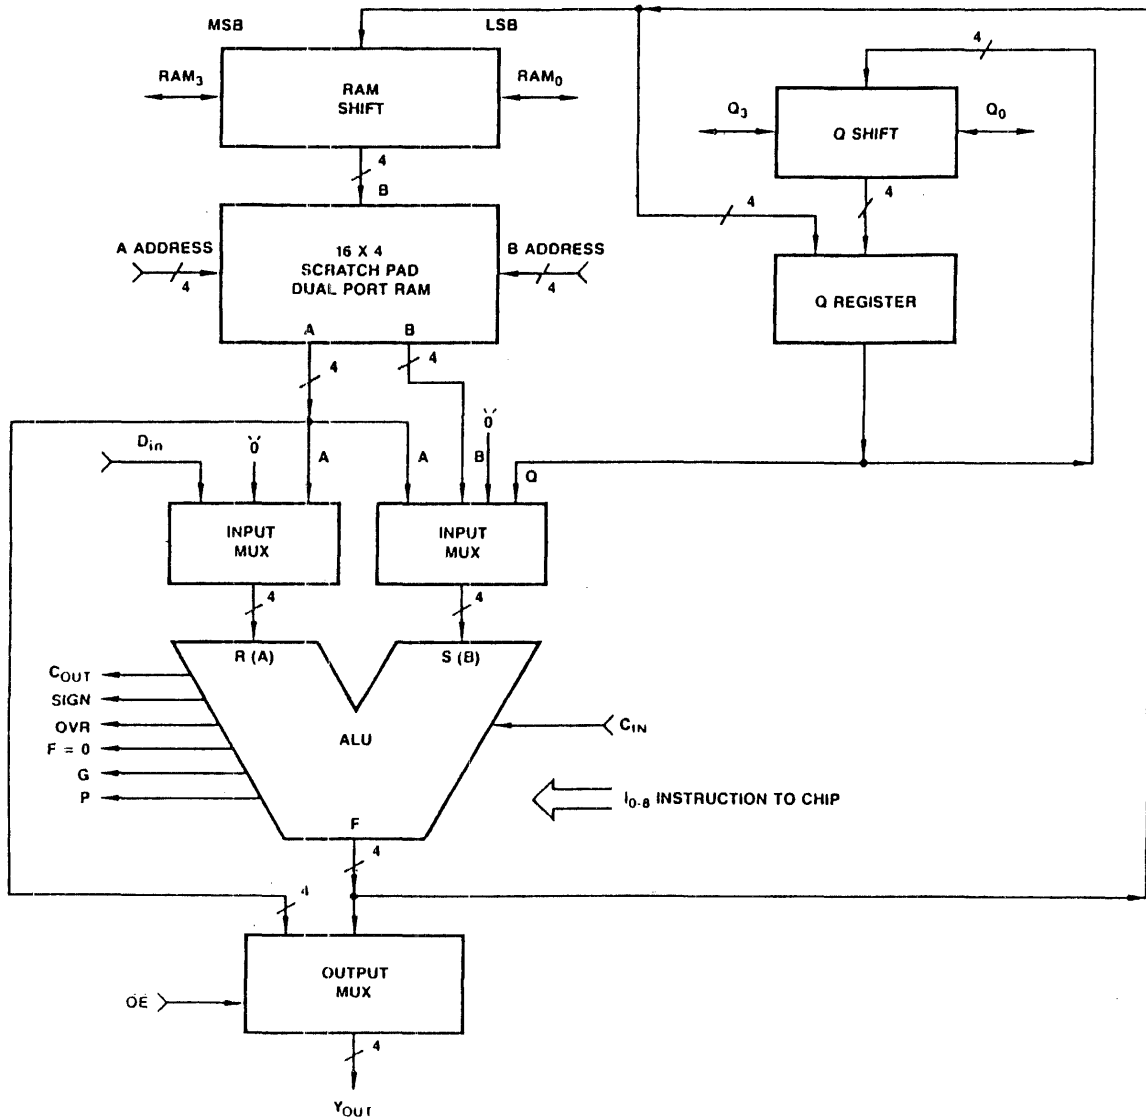 MSB
LSB
RAM3
RAM
SHIFT
RAM0
4
B
4
Q3
Q SHIFT
Q0
4
4
A ADDRESS
4
16 X 4
SCRATCH PAD
DUAL PORT RAM
B ADDRESS
4
A
B
Q REGISTER
4
4
Din
'0'
A
A
B
'0'
Q
INPUT
MUX
INPUT
MUX
4
4
R (A)
S (B)
COUT
SIGN
OVR
F = 0
G
P
ALU
CIN
I0-8 INSTRUCTION TO CHIP
F
4
4
OUTPUT
MUX
OE
4
YOUT